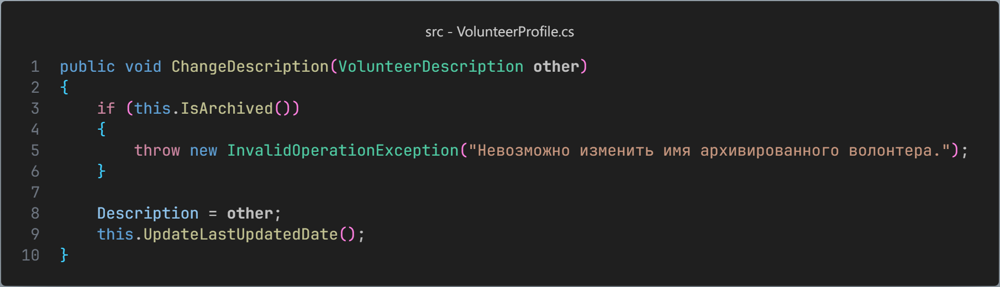 src - VolunteerProfile.cs
1 public void ChangeDescription(VolunteerDescription other)
2 {
3     if (this.IsArchived())
4     {
5         throw new InvalidOperationException("Невозможно изменить имя архивированного волонтера.");
6     }
7
8     Description = other;
9     this.UpdateLastUpdatedDate();
10 }